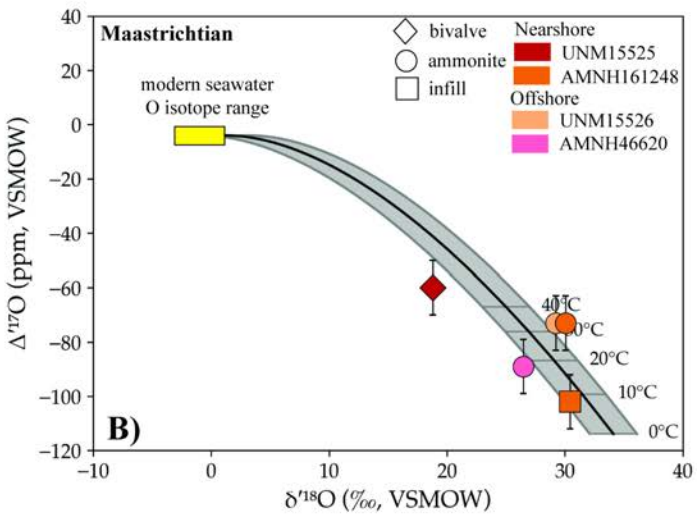 Maastrichtian
modern seawater
O isotope range
bivalve
ammonite
infill
Nearshore
UNM15525
AMNH161248
Offshore
UNM15526
AMNH46620
40
20
0
−20
−40
−60
−80
−100
−120
Δ′¹⁷O (ppm, VSMOW)
40°C
30°C
20°C
10°C
0°C
B)
−10
0
10
20
30
40
δ′¹⁸O (‰, VSMOW)